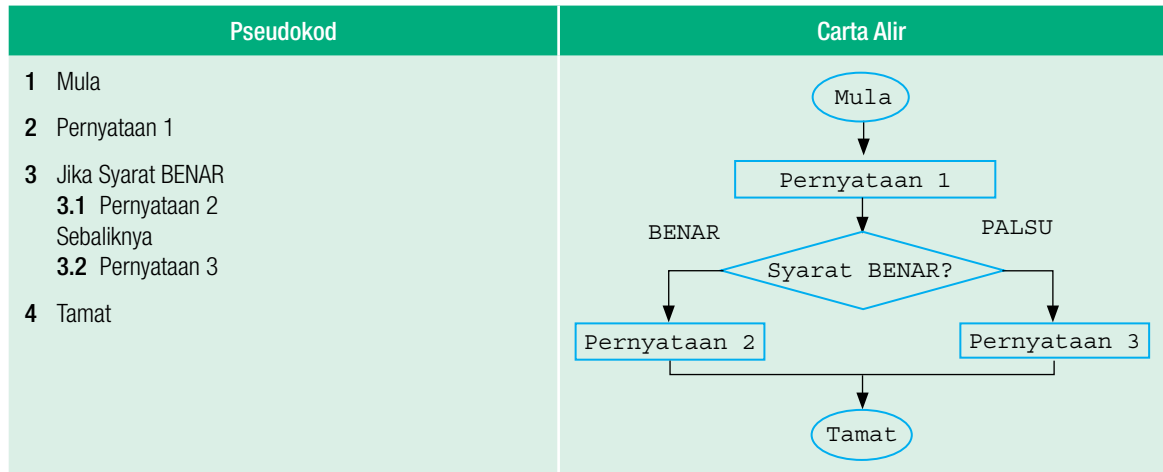 Pseudokod
1 Mula
2 Pernyataan 1
3 Jika Syarat BENAR
3.1 Pernyataan 2
Sebaliknya
3.2 Pernyataan 3
4 Tamat
Carta Alir
Mula
Pernyataan 1
BENAR
PALSU
Syarat BENAR?
Pernyataan 2
Pernyataan 3
Tamat